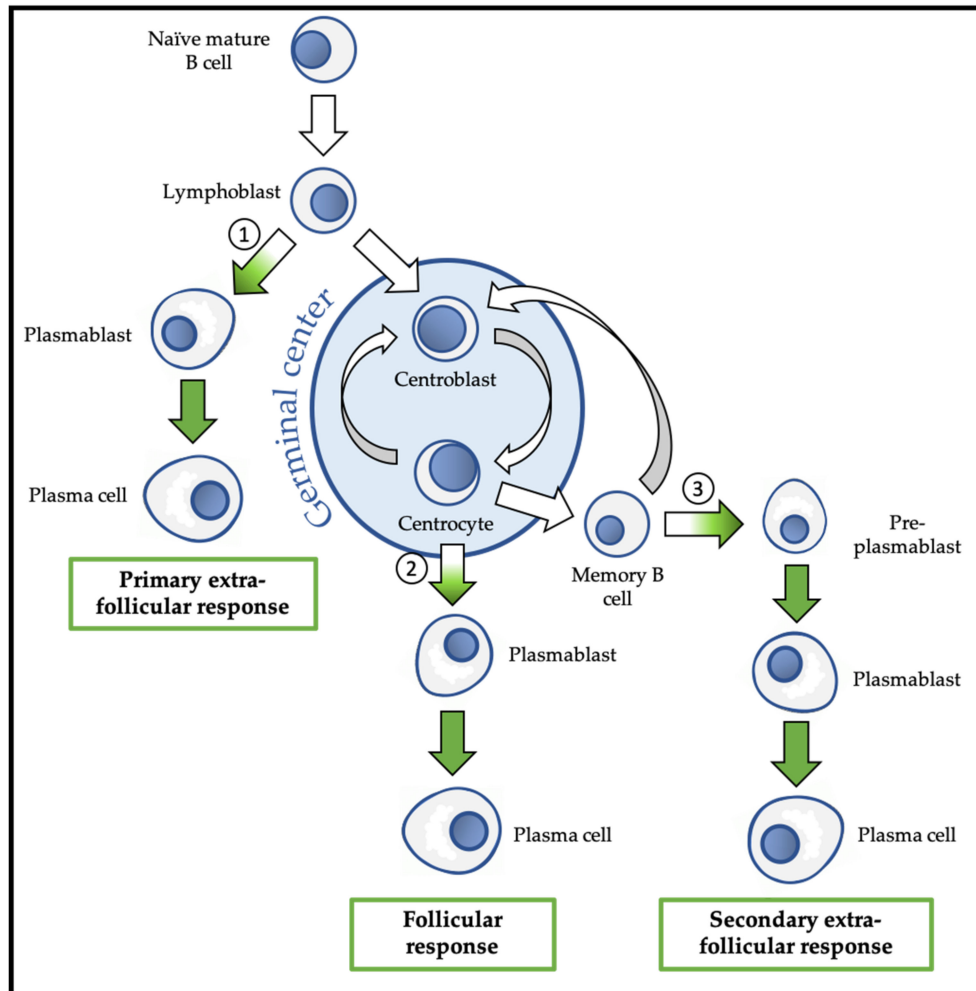 Naïve mature
B cell
Lymphoblast
1
Plasmablast
Plasma cell
Primary extra-
follicular response
Germinal center
Centroblast
Centrocyte
2
Plasmablast
Plasma cell
Follicular
response
Memory B
cell
3
Pre-
plasmablast
Plasmablast
Plasma cell
Secondary extra-
follicular response